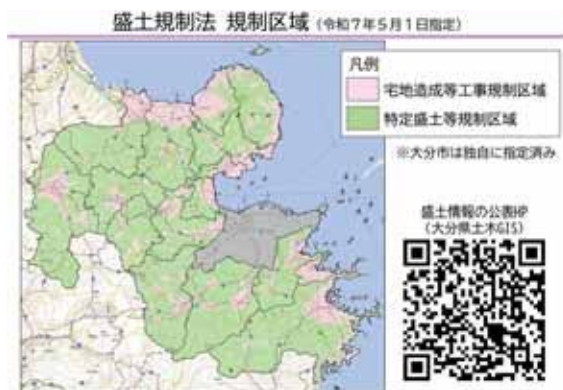 盛土規制法 規制区域（令和７年５月１日指定）
凡例
宅地造成等工事規制区域
特定盛土等規制区域
※大分市は独自に指定済み
盛土情報の公表HP
（大分県土木GIS）